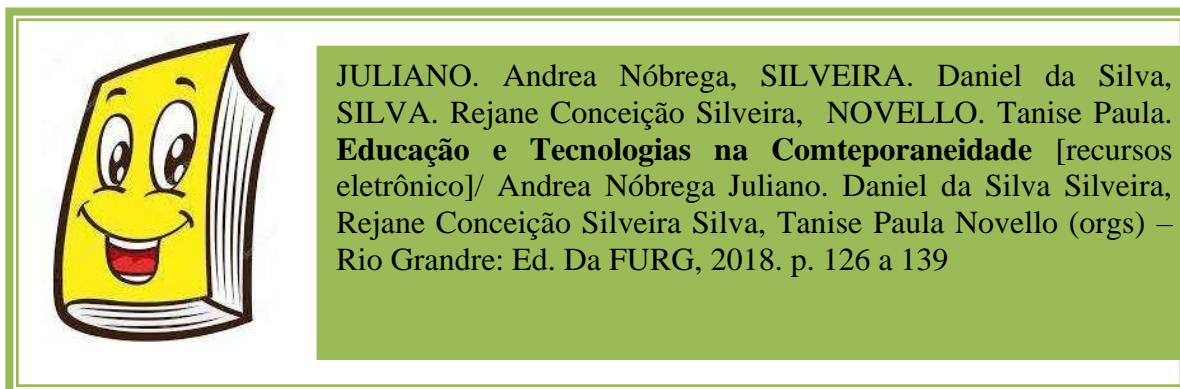 JULIANO. Andrea Nóbrega, SILVEIRA. Daniel da Silva,
SILVA. Rejane Conceição Silveira, NOVELLO. Tanise Paula.
Educação e Tecnologias na Comteporaneidade [recursos
eletrônico]/ Andrea Nóbrega Juliano. Daniel da Silva Silveira,
Rejane Conceição Silveira Silva, Tanise Paula Novello (orgs) –
Rio Grandre: Ed. Da FURG, 2018. p. 126 a 139